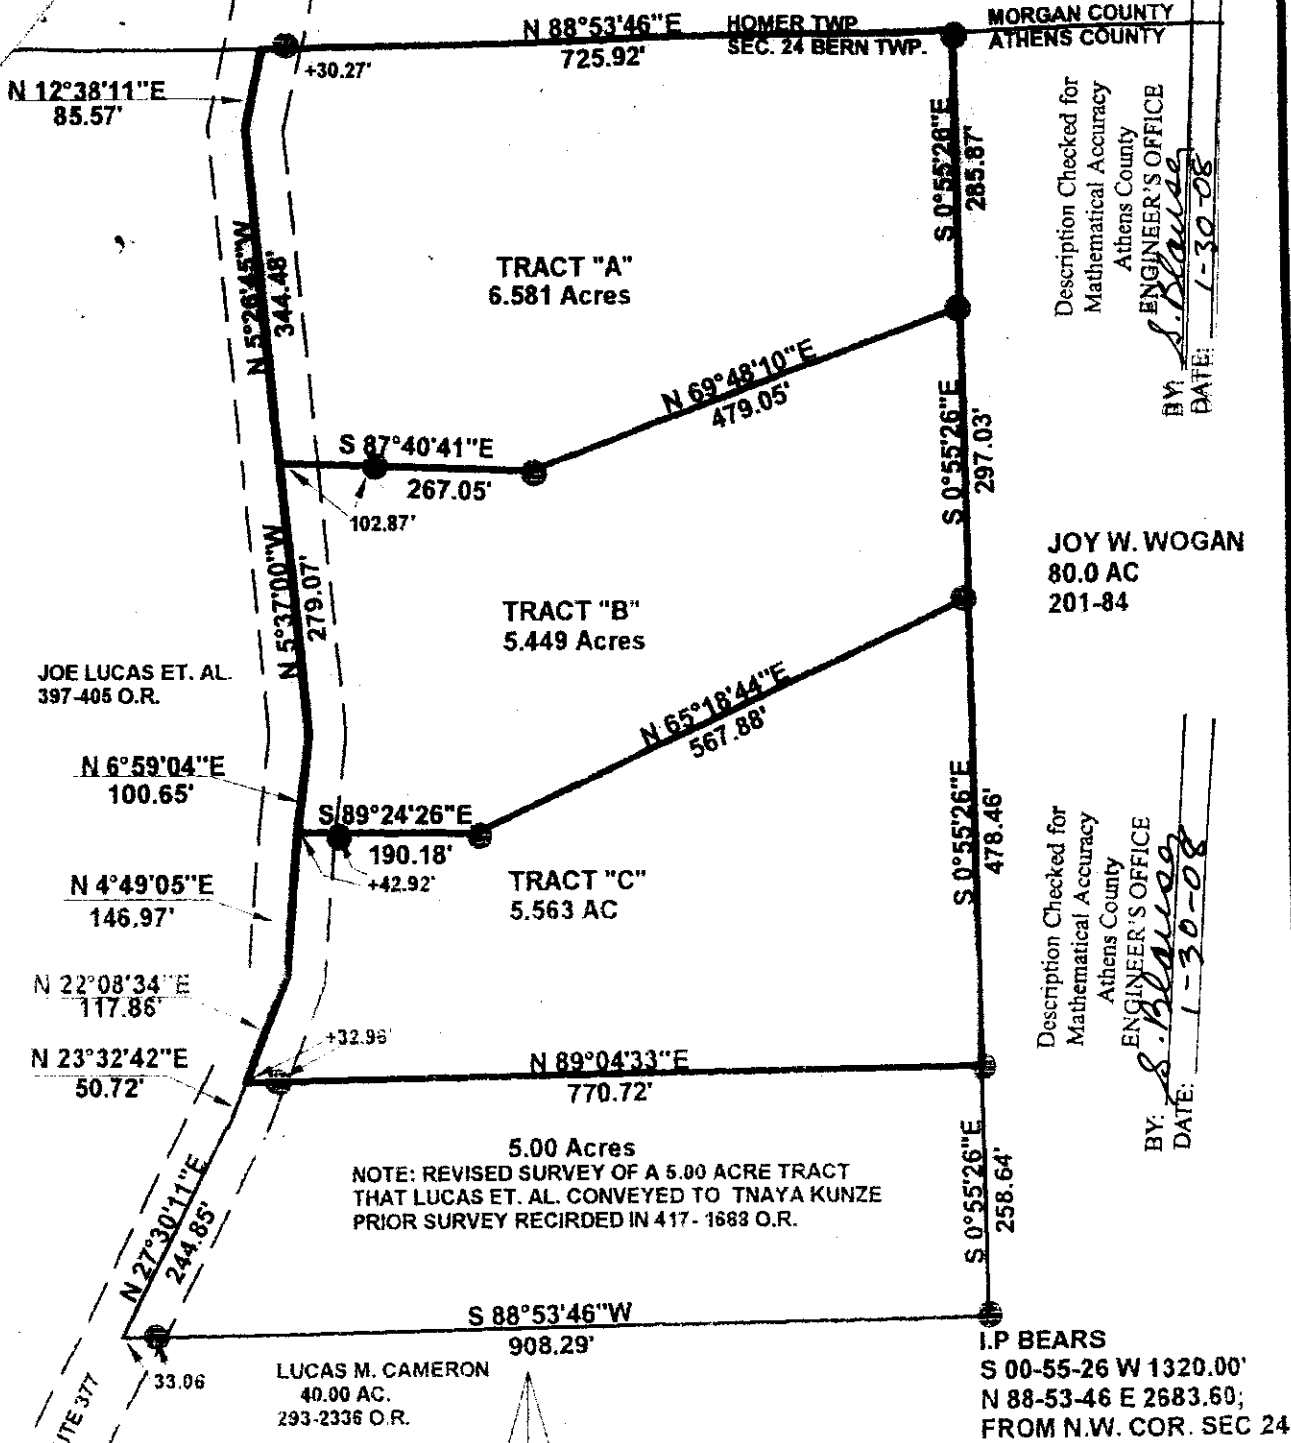 N 88°53'46"E
725.92'
HOMER TWP
SEC. 24 BERN TWP.
MORGAN COUNTY
ATHENS COUNTY
+30.27'
N 12°38'11"E
85.57'
S 0°55'26"E
285.87'
Description Checked for
Mathematical Accuracy
Athens County
ENGINEER'S OFFICE
BY: S. Blause
DATE: 1-30-08
N 5°26'45"W
344.48'
TRACT "A"
6.581 Acres
N 69°48'10"E
479.05'
S 87°40'41"E
267.05'
102.87'
S 0°55'26"E
297.03'
JOY W. WOGAN
80.0 AC
201-84
N 5°37'00"W
279.07'
TRACT "B"
5.449 Acres
JOE LUCAS ET. AL.
397-405 O.R.
N 65°18'44"E
567.88'
N 6°59'04"E
100.65'
S 89°24'26"E
190.18'
+42.92'
S 0°55'26"E
478.46'
N 4°49'05"E
146.97'
TRACT "C"
5.563 AC
Description Checked for
Mathematical Accuracy
Athens County
ENGINEER'S OFFICE
BY: S. Blause
DATE: 1-30-08
N 22°08'34"E
117.86'
+32.96'
N 23°32'42"E
50.72'
N 89°04'33"E
770.72'
5.00 Acres
NOTE: REVISED SURVEY OF A 5.00 ACRE TRACT
THAT LUCAS ET. AL. CONVEYED TO TNAYA KUNZE
PRIOR SURVEY RECIRDED IN 417-1683 O.R.
S 0°55'26"E
258.64'
N 27°30'11"E
244.85'
S 88°53'46"W
908.29'
33.06
UTE 377
LUCAS M. CAMERON
40.00 AC.
293-2336 O.R.
I.P BEARS
S 00-55-26 W 1320.00'
N 88-53-46 E 2683.60;
FROM N.W. COR. SEC 24